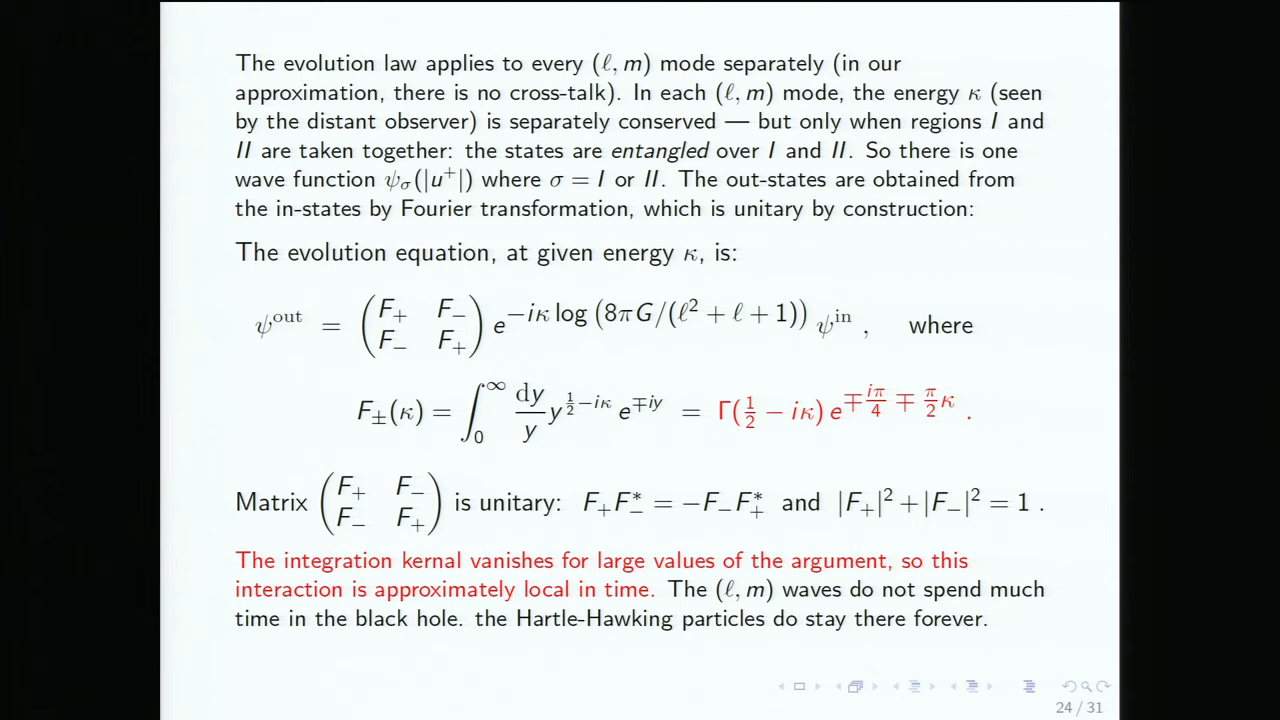 The evolution law applies to every (ℓ, m) mode separately (in our
approximation, there is no cross-talk). In each (ℓ, m) mode, the energy κ (seen
by the distant observer) is separately conserved — but only when regions I and
II are taken together: the states are entangled over I and II. So there is one
wave function ψ_σ(|u⁺|) where σ = I or II. The out-states are obtained from
the in-states by Fourier transformation, which is unitary by construction:
The evolution equation, at given energy κ, is:
ψ^out = (F₊ F₋ ; F₋ F₊) e^{−iκ log (8πG/(ℓ² + ℓ + 1))} ψ^in , where
F_±(κ) = ∫_0^∞ dy/y y^{1/2 − iκ} e^{∓iy} = Γ(1/2 − iκ) e^{∓ iπ/4 ∓ π/2 κ} .
Matrix (F₊ F₋ ; F₋ F₊) is unitary: F₊F₋* = −F₋F₊* and |F₊|² + |F₋|² = 1 .
The integration kernel vanishes for large values of the argument, so this
interaction is approximately local in time. The (ℓ, m) waves do not spend much
time in the black hole. the Hartle-Hawking particles do stay there forever.
24 / 31